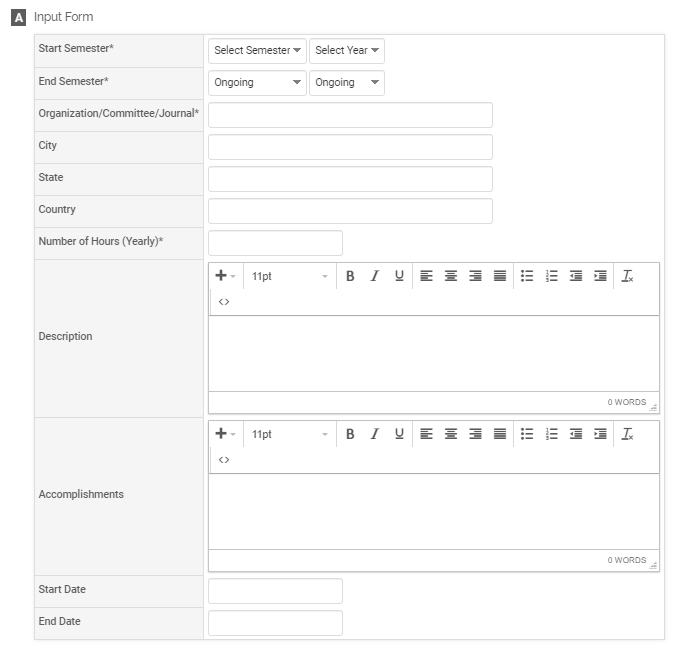 A Input Form
Start Semester* Select Semester Select Year
End Semester* Ongoing Ongoing
Organization/Committee/Journal*
City
State
Country
Number of Hours (Yearly)*
11pt B I U
<>
Description
0 WORDS
11pt B I U
<>
Accomplishments
0 WORDS
Start Date
End Date